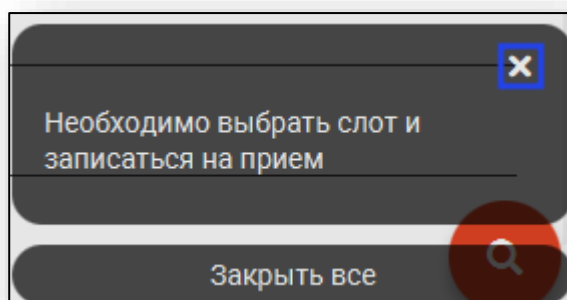 Необходимо выбрать слот и
записаться на прием
Закрыть все